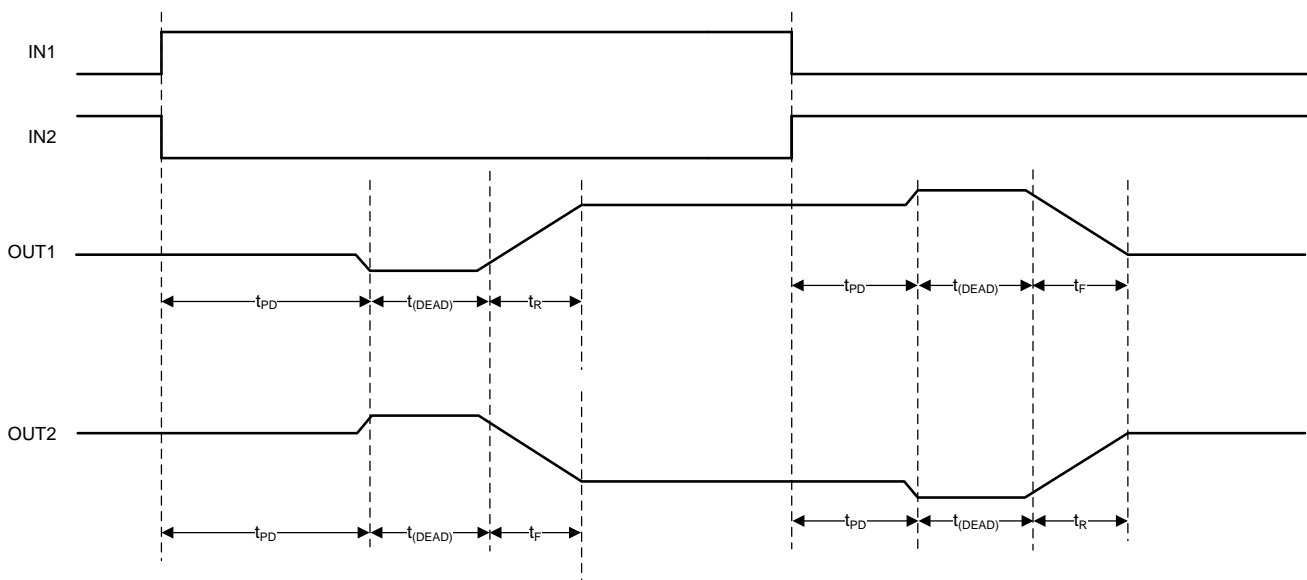 IN1
IN2
OUT1
tPD t(DEAD) tR tPD t(DEAD) tF
OUT2
tPD t(DEAD) tF tPD t(DEAD) tR